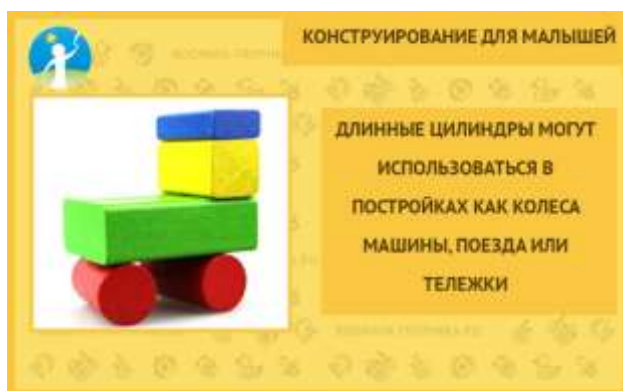 КОНСТРУИРОВАНИЕ ДЛЯ МАЛЫШЕЙ
ДЛИННЫЕ ЦИЛИНДРЫ МОГУТ
ИСПОЛЬЗОВАТЬСЯ В
ПОСТРОЙКАХ КАК КОЛЕСА
МАШИНЫ, ПОЕЗДА ИЛИ
ТЕЛЕЖКИ